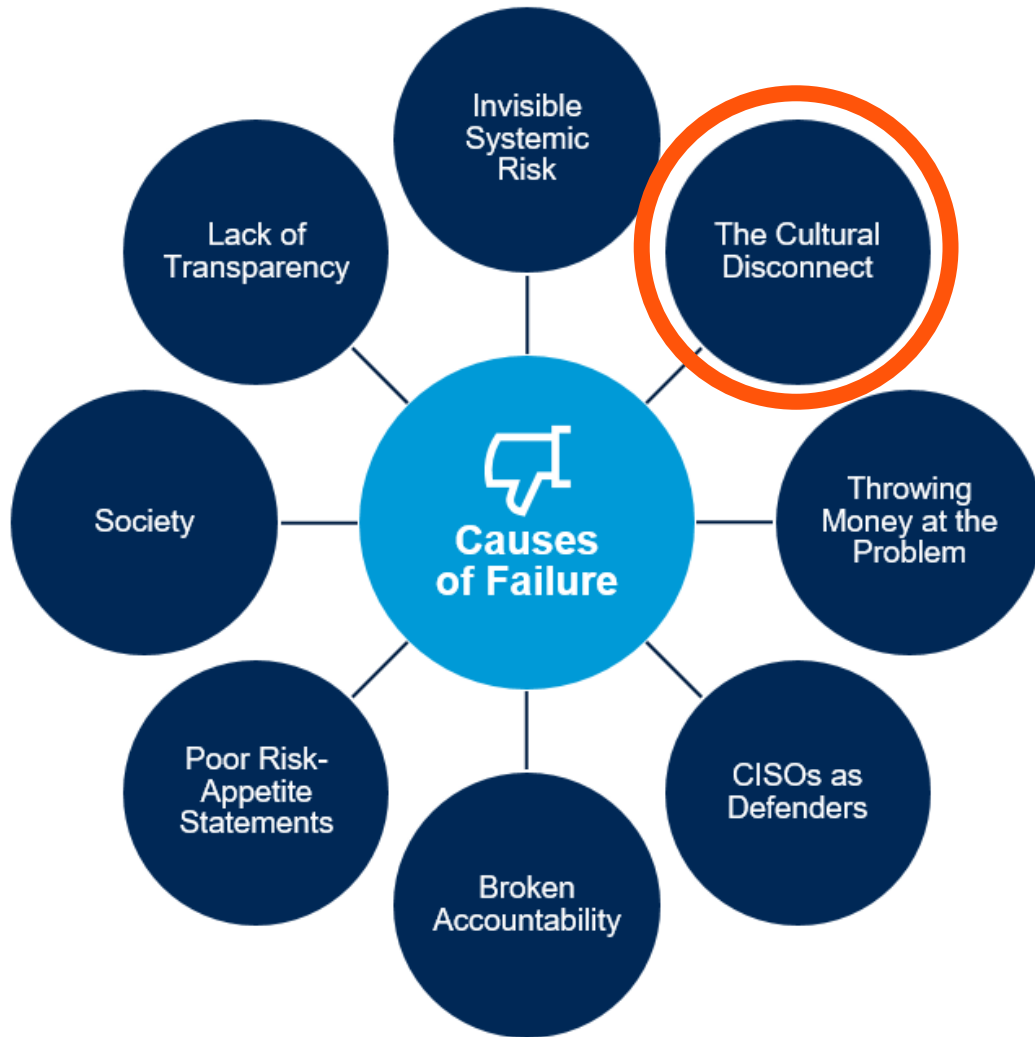 Invisible
Systemic
Risk
The Cultural
Disconnect
Throwing
Money at the
Problem
CISOs as
Defenders
Broken
Accountability
Poor Risk-
Appetite
Statements
Society
Lack of
Transparency
Causes
of Failure